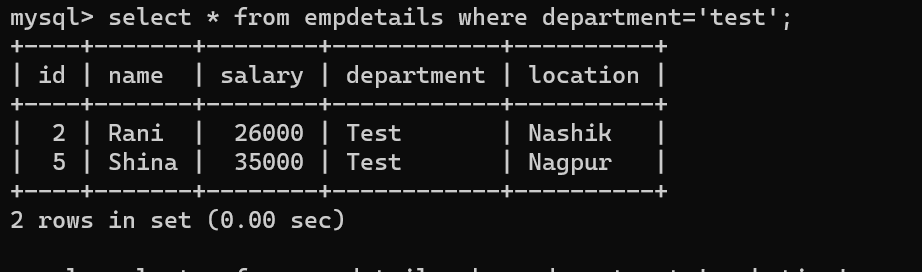 mysql> select * from empdetails where department='test';
+----+-------+--------+------------+----------+
| id | name  | salary | department | location |
+----+-------+--------+------------+----------+
|  2 | Rani  |  26000 | Test       | Nashik   |
|  5 | Shina |  35000 | Test       | Nagpur   |
+----+-------+--------+------------+----------+
2 rows in set (0.00 sec)